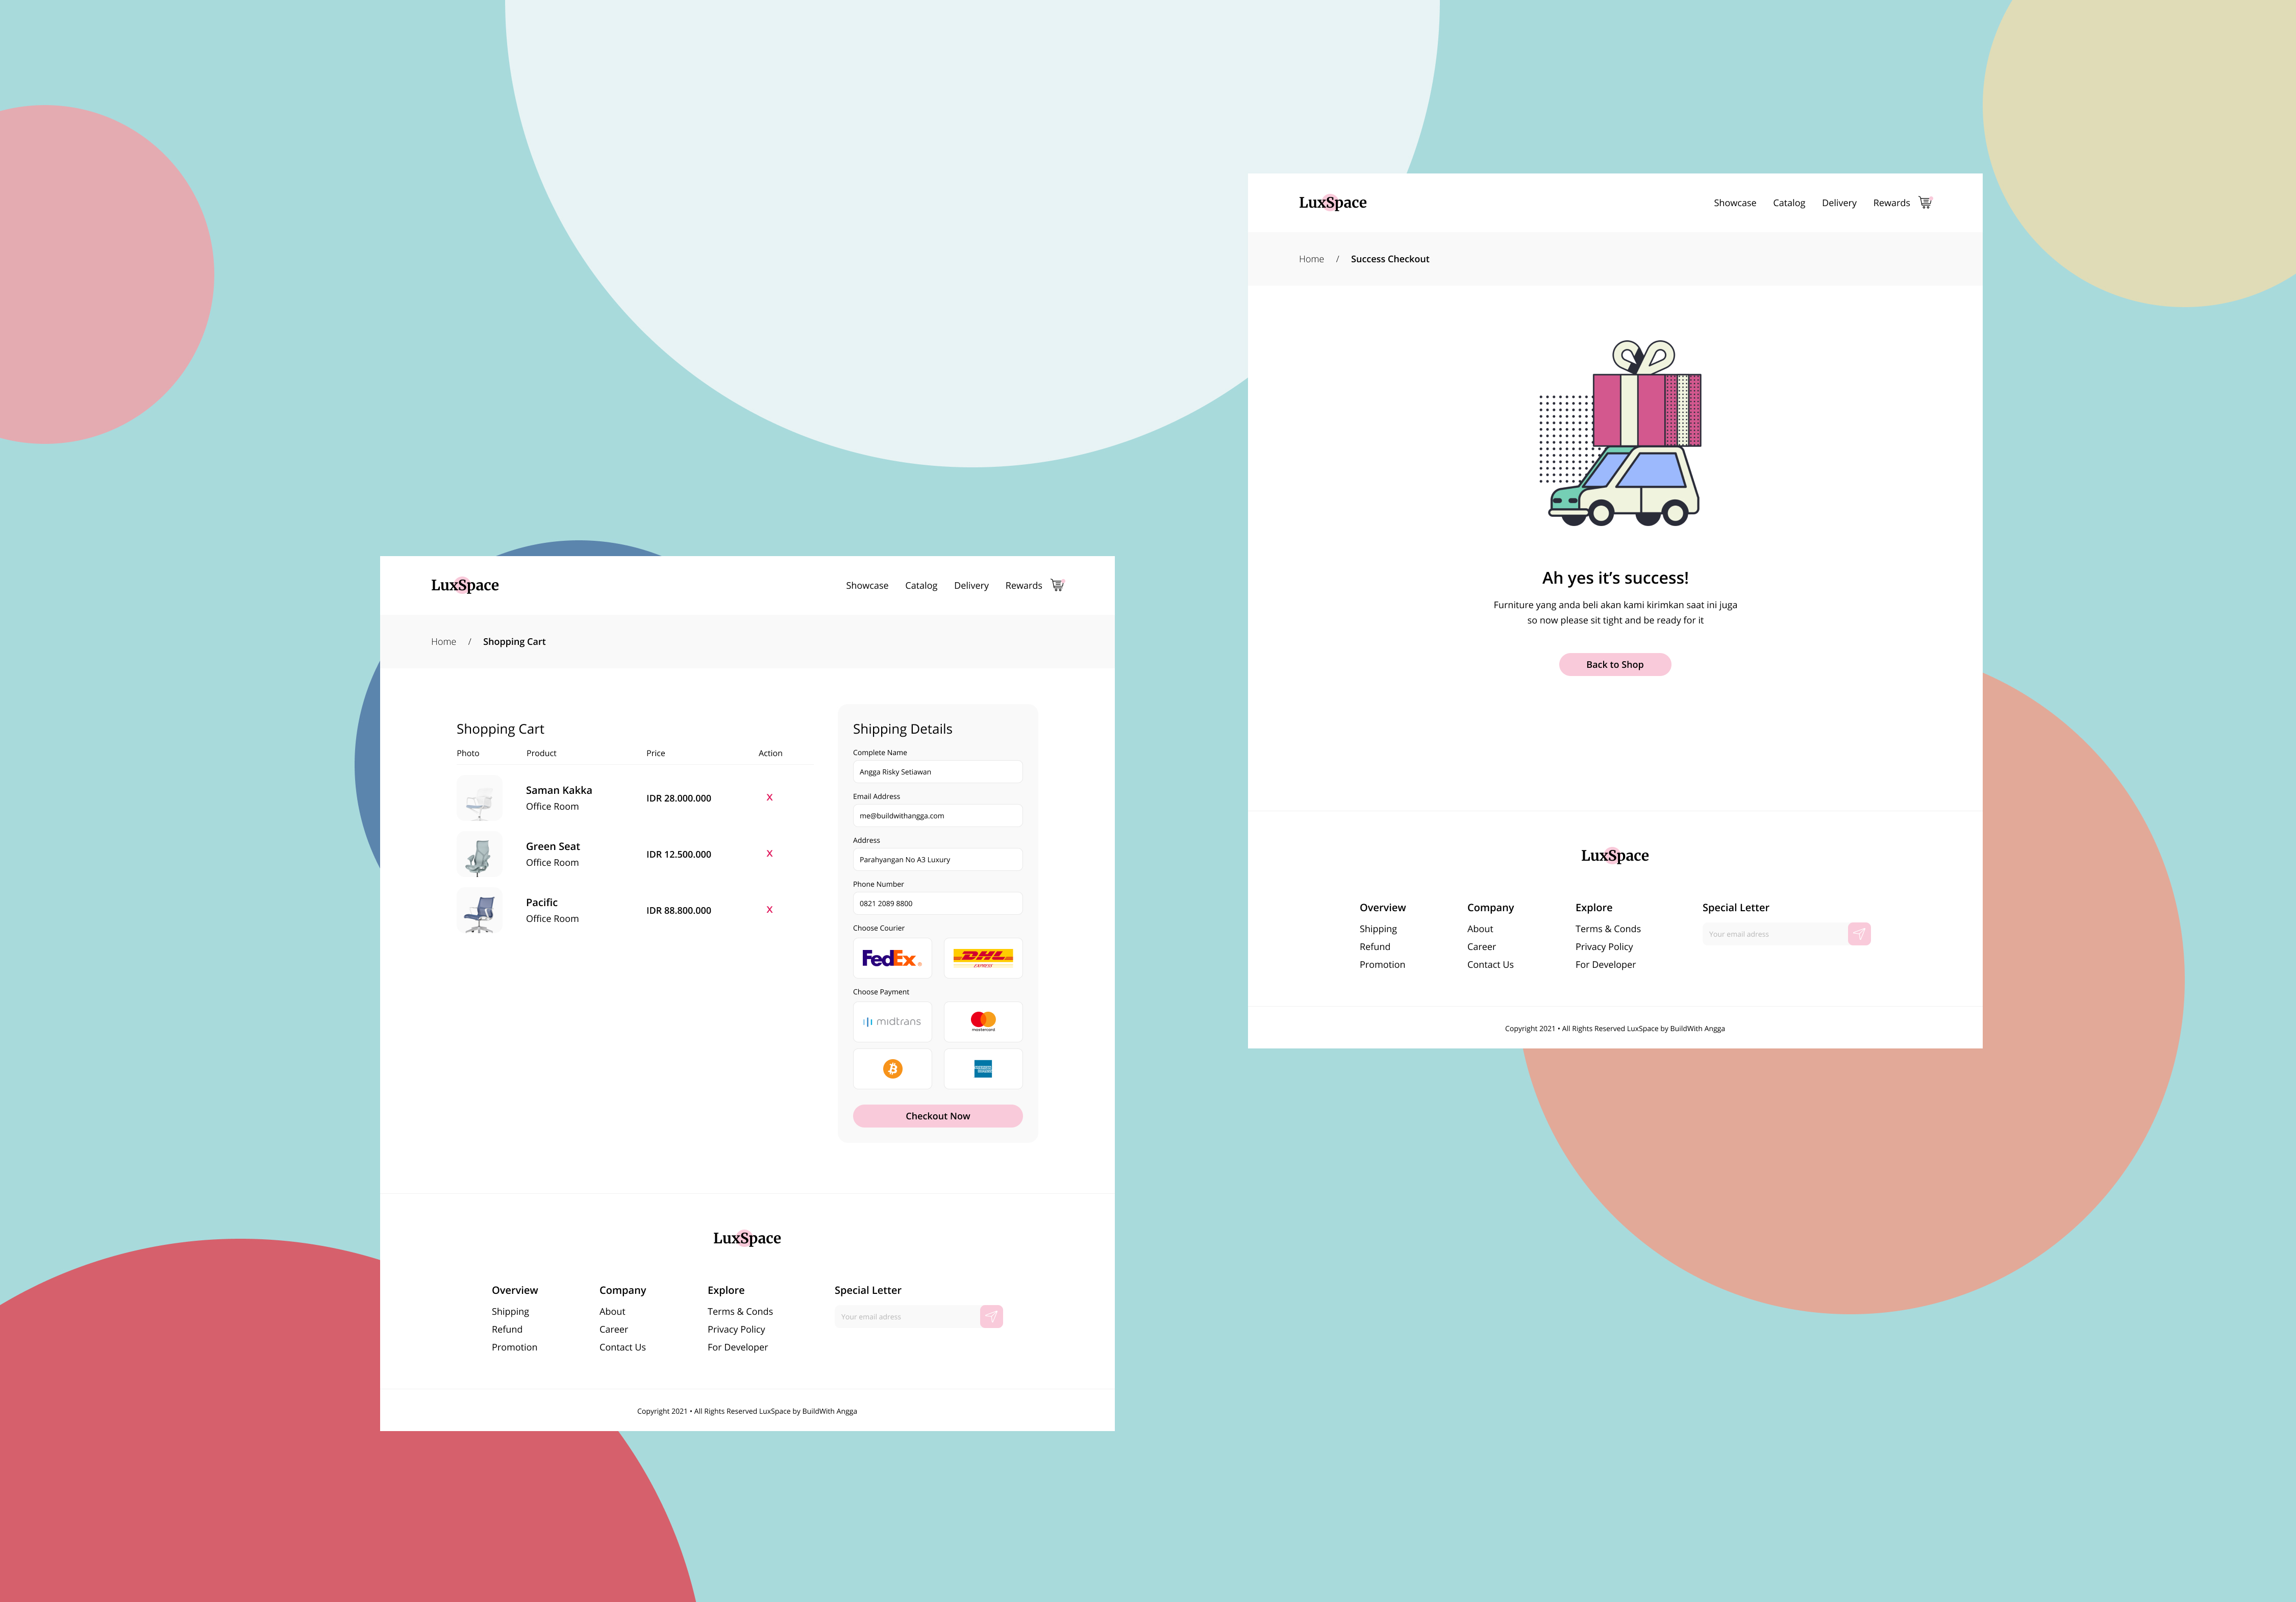 LuxSpace
Showcase Catalog Delivery Rewards
Home / Shopping Cart
Shopping Cart
Photo Product Price Action
Saman Kakka
Office Room
IDR 28.000.000
X
Green Seat
Office Room
IDR 12.500.000
X
Pacific
Office Room
IDR 88.800.000
X
Shipping Details
Complete Name
Angga Risky Setiawan
Email Address
me@buildwithangga.com
Address
Parahyangan No A3 Luxury
Phone Number
0821 2089 8800
Choose Courier
FedEx
DHL
EXPRESS
Choose Payment
midtrans
mastercard
Checkout Now
LuxSpace
Overview
Shipping
Refund
Promotion
Company
About
Career
Contact Us
Explore
Terms & Conds
Privacy Policy
For Developer
Special Letter
Your email adress
Copyright 2021 • All Rights Reserved LuxSpace by BuildWith Angga
LuxSpace
Showcase Catalog Delivery Rewards
Home / Success Checkout
Ah yes it's success!
Furniture yang anda beli akan kami kirimkan saat ini juga
so now please sit tight and be ready for it
Back to Shop
LuxSpace
Overview
Shipping
Refund
Promotion
Company
About
Career
Contact Us
Explore
Terms & Conds
Privacy Policy
For Developer
Special Letter
Your email adress
Copyright 2021 • All Rights Reserved LuxSpace by BuildWith Angga